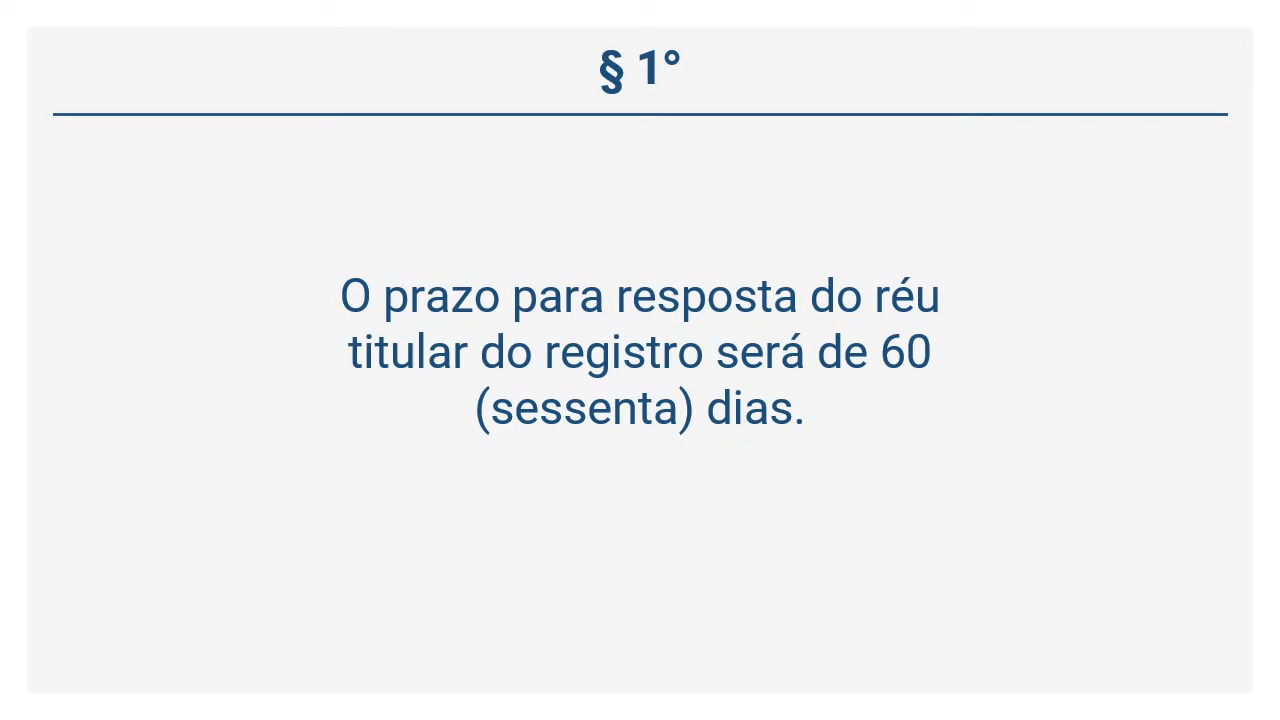 § 1°
O prazo para resposta do réu
titular do registro será de 60
(sessenta) dias.